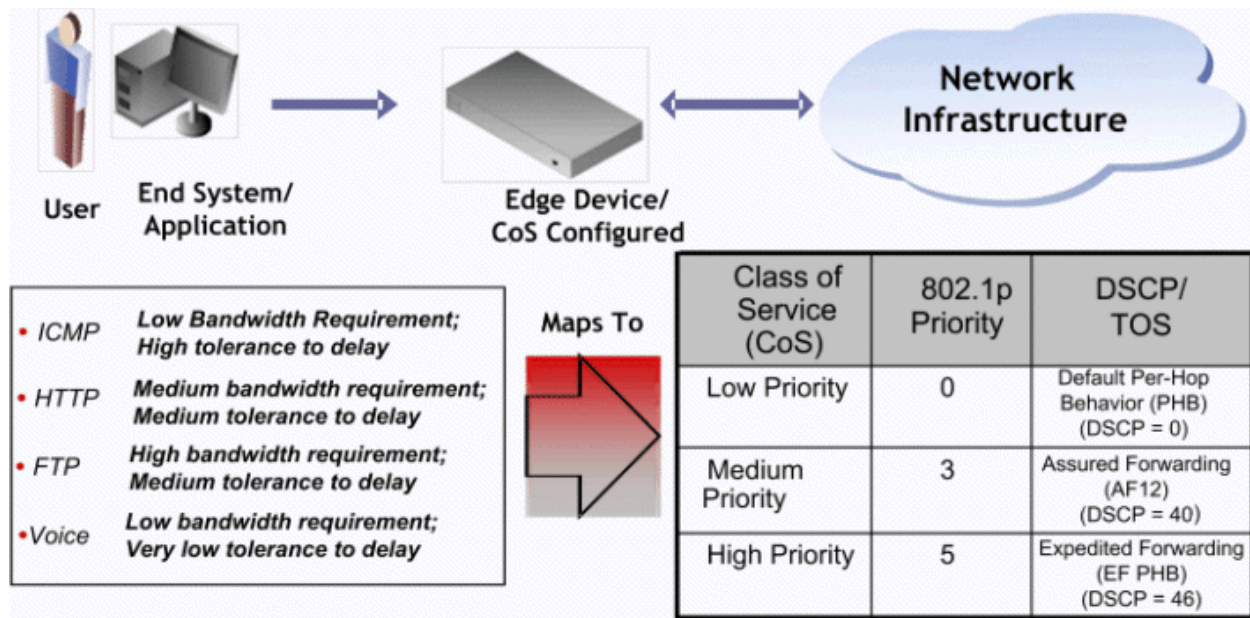 User
End System/
Application
Edge Device/
CoS Configured
Network
Infrastructure
• ICMP
Low Bandwidth Requirement;
High tolerance to delay
• HTTP
Medium bandwidth requirement;
Medium tolerance to delay
• FTP
High bandwidth requirement;
Medium tolerance to delay
•Voice
Low bandwidth requirement;
Very low tolerance to delay
Maps To
Class of
Service
(CoS)
802.1p
Priority
DSCP/
TOS
Low Priority
0
Default Per-Hop
Behavior (PHB)
(DSCP = 0)
Medium
Priority
3
Assured Forwarding
(AF12)
(DSCP = 40)
High Priority
5
Expedited Forwarding
(EF PHB)
(DSCP = 46)